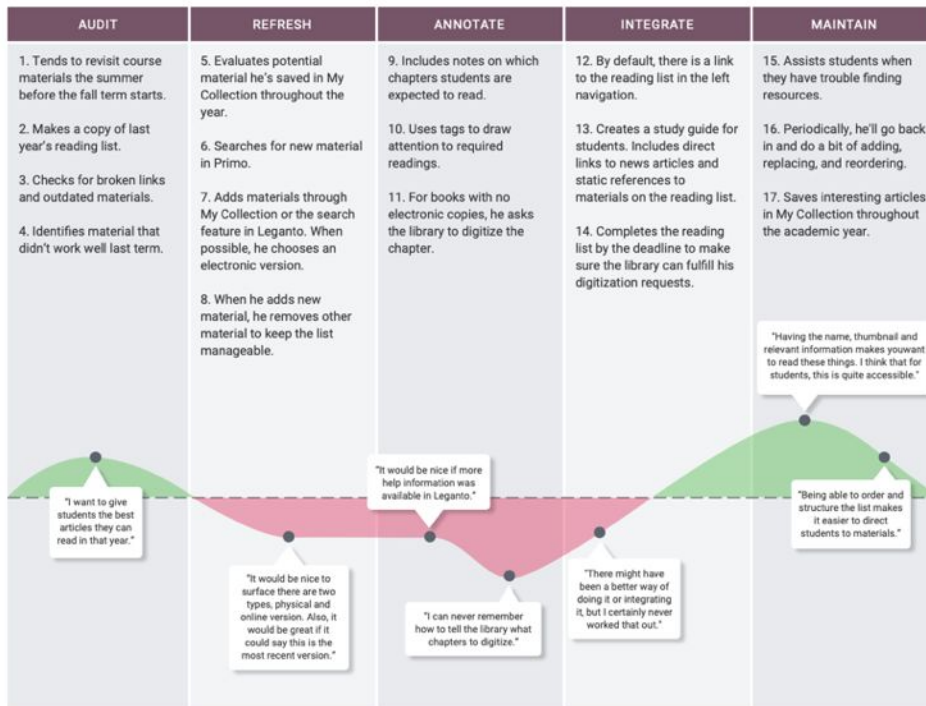 AUDIT
REFRESH
ANNOTATE
INTEGRATE
MAINTAIN
1. Tends to revisit course
materials the summer
before the fall term starts.
2. Makes a copy of last
year's reading list.
3. Checks for broken links
and outdated materials.
4. Identifies material that
didn't work well last term.
5. Evaluates potential
material he's saved in My
Collection throughout the
year.
6. Searches for new material
in Primo.
7. Adds materials through
My Collection or the search
feature in Leganto. When
possible, he chooses an
electronic version.
8. When he adds new
material, he removes other
material to keep the list
manageable.
9. Includes notes on which
chapters students are
expected to read.
10. Uses tags to draw
attention to required
readings.
11. For books with no
electronic copies, he asks
the library to digitize the
chapter.
12. By default, there is a link
to the reading list in the left
navigation.
13. Creates a study guide for
students. Includes direct
links to news articles and
static references to
materials on the reading list.
14. Completes the reading
list by the deadline to make
sure the library can fulfill his
digitization requests.
15. Assists students when
they have trouble finding
resources.
16. Periodically, he'll go back
in and do a bit of adding,
replacing, and reordering.
17. Saves interesting articles
in My Collection throughout
the academic year.
"I want to give
students the best
articles they can
read in that year."
"It would be nice to
surface there are two
types, physical and
online version. Also, it
would be great if it
could say this is the
most recent version."
"It would be nice if more
help information was
available in Leganto."
"I can never remember
how to tell the library what
chapters to digitize."
"There might have
been a better way of
doing it or integrating
it, but I certainly never
worked that out."
"Having the name, thumbnail and
relevant information makes youwant
to read these things. I think that for
students, this is quite accessible."
"Being able to order and
structure the list makes
it easier to direct
students to materials."